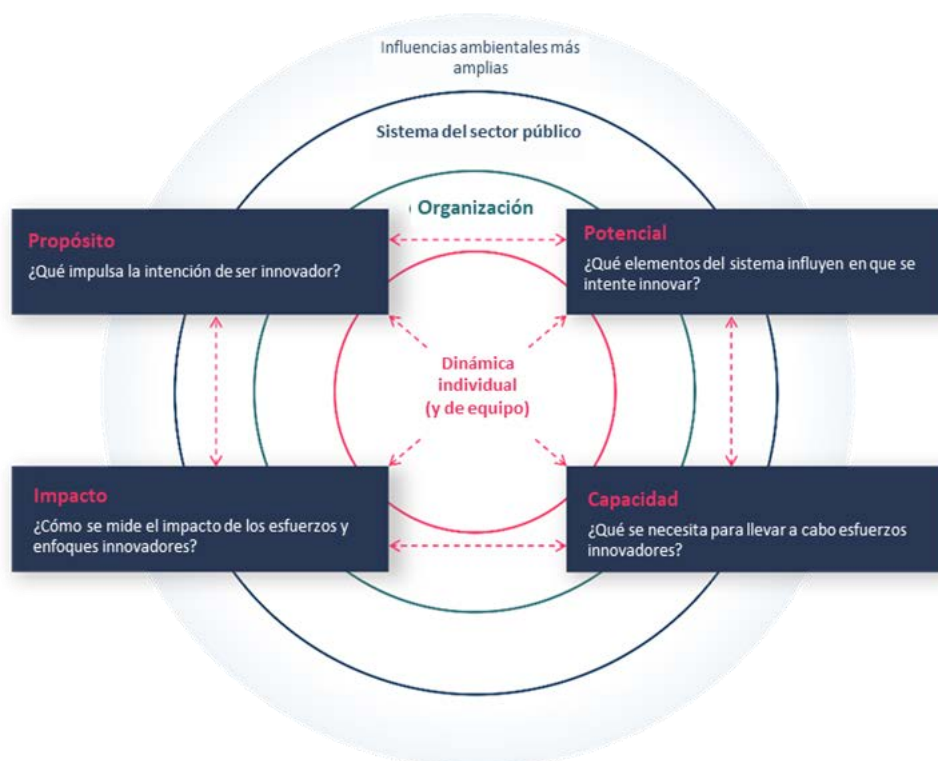 Influencias ambientales más
amplias
Sistema del sector público
Organización
Propósito
¿Qué impulsa la intención de ser innovador?
Potencial
¿Qué elementos del sistema influyen en que se
intente innovar?
Dinámica
individual
(y de equipo)
Impacto
¿Cómo se mide el impacto de los esfuerzos y
enfoques innovadores?
Capacidad
¿Qué se necesita para llevar a cabo esfuerzos
innovadores?